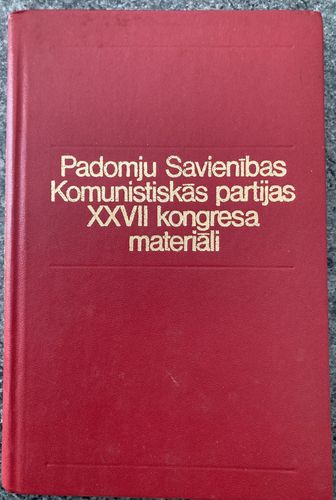 Padomju Savienības
Komunistiskās partijas
XXVII kongresa
materiāli